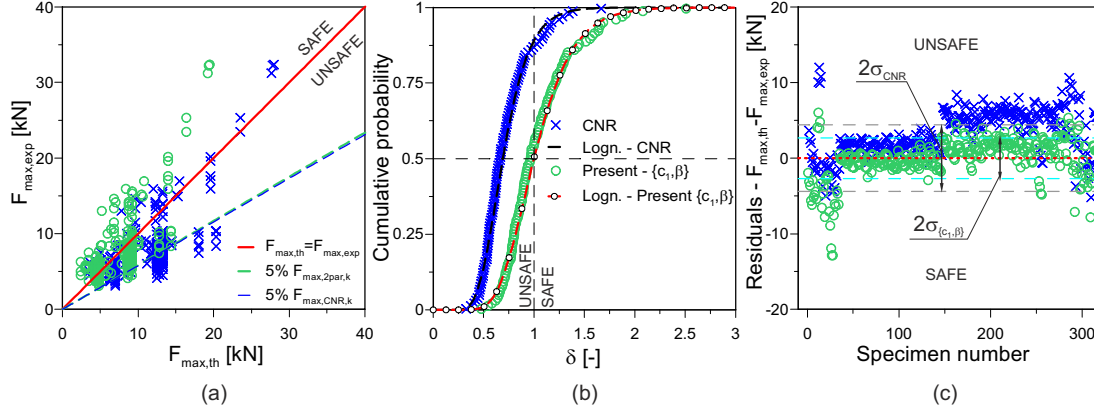 40
30
20
10
0
F_max,exp [kN]
SAFE
UNSAFE
F_max,th=F_max,exp
5% F_max,2par,k
5% F_max,CNR,k
0 10 20 30 40
F_max,th [kN]
(a)
1
0.75
0.5
0.25
0
Cumulative probability
CNR
Logn. - CNR
Present - {c₁,β}
Logn. - Present {c₁,β}
UNSAFE
SAFE
0 0.5 1 1.5 2 2.5 3
δ [-]
(b)
20
10
0
-10
-20
Residuals - F_max,th-F_max,exp [kN]
UNSAFE
2σ_CNR
2σ_{c₁,β}
SAFE
0 100 200 300
Specimen number
(c)